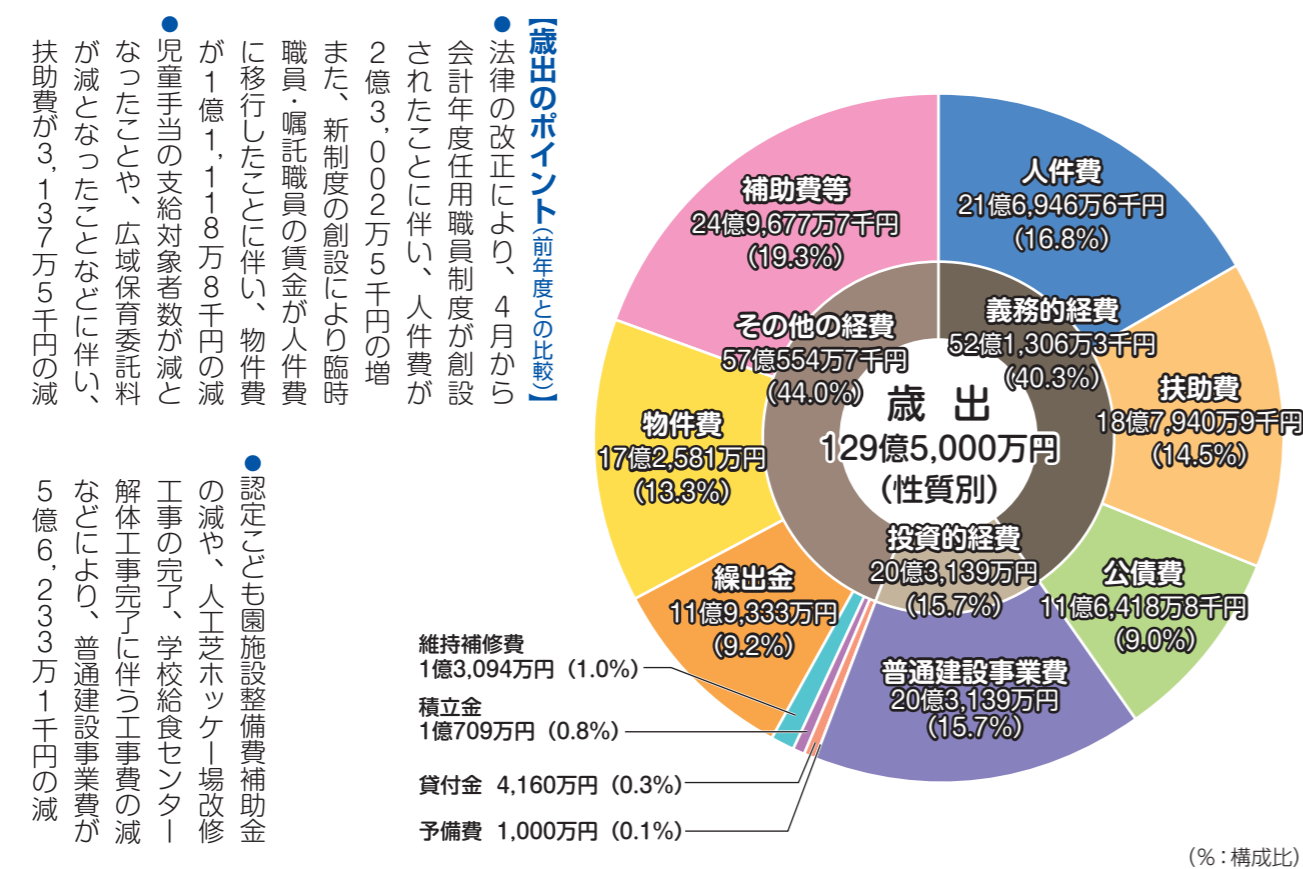 【歳出のポイント(前年度との比較)】
●法律の改正により、4月から
会計年度任用職員制度が創設
されたことに伴い、人件費が
2億3,002万5千円の増
また、新制度の創設により臨時
職員・嘱託職員の賃金が人件費
に移行したことに伴い、物件費
が1億1,118万8千円の減
●児童手当の支給対象者数が減と
なったことや、広域保育委託料
が減となったことなどに伴い、
扶助費が3,137万5千円の減
●認定こども園施設整備費補助金
の減や、人工芝ホッケー場改修
工事の完了、学校給食センター
解体工事完了に伴う工事費の減
などにより、普通建設事業費が
5億6,233万1千円の減
歳 出
129億5,000万円
(性質別)
義務的経費
52億1,306万3千円
(40.3%)
投資的経費
20億3,139万円
(15.7%)
その他の経費
57億554万7千円
(44.0%)
人件費
21億6,946万6千円
(16.8%)
扶助費
18億7,940万9千円
(14.5%)
公債費
11億6,418万8千円
(9.0%)
普通建設事業費
20億3,139万円
(15.7%)
予備費 1,000万円(0.1%)
貸付金 4,160万円(0.3%)
積立金
1億709万円(0.8%)
維持補修費
1億3,094万円(1.0%)
繰出金
11億9,333万円
(9.2%)
物件費
17億2,581万円
(13.3%)
補助費等
24億9,677万7千円
(19.3%)
(%:構成比)